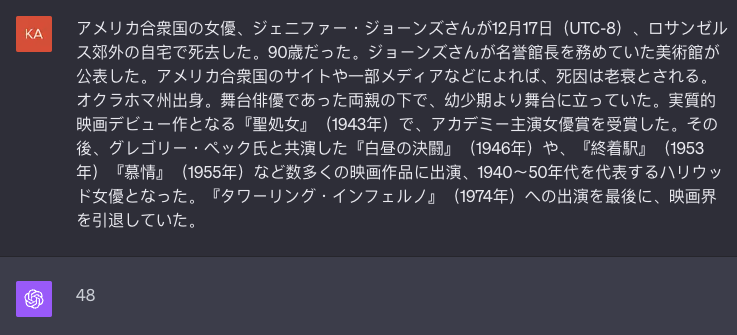 KA
アメリカ合衆国の女優、ジェニファー・ジョーンズさんが12月17日（UTC-8）、ロサンゼル
ス郊外の自宅で死去した。90歳だった。ジョーンズさんが名誉館長を務めていた美術館が
公表した。アメリカ合衆国のサイトや一部メディアなどによれば、死因は老衰とされる。
オクラホマ州出身。舞台俳優であった両親の下で、幼少期より舞台に立っていた。実質的
映画デビュー作となる『聖処女』（1943年）で、アカデミー主演女優賞を受賞した。その
後、グレゴリー・ペック氏と共演した『白昼の決闘』（1946年）や、『終着駅』（1953
年）『慕情』（1955年）など数多くの映画作品に出演、1940〜50年代を代表するハリウッ
ド女優となった。『タワーリング・インフェルノ』（1974年）への出演を最後に、映画界
を引退していた。
48